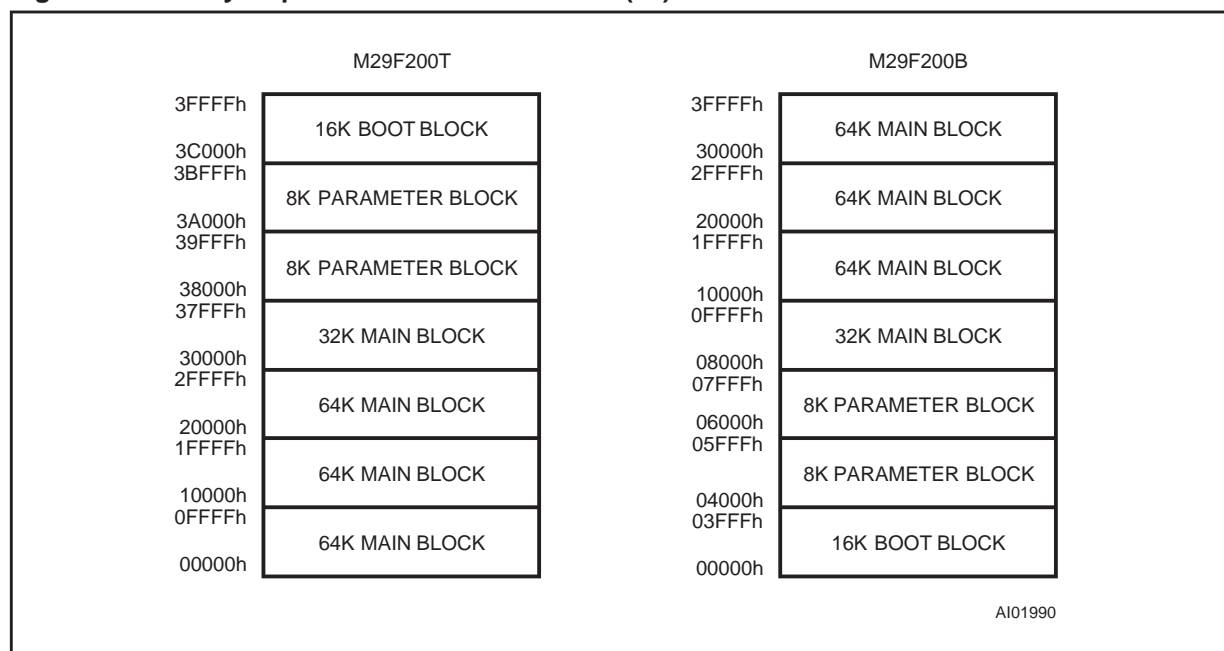 M29F200T
3FFFFh
16K BOOT BLOCK
3C000h
3BFFFh
8K PARAMETER BLOCK
3A000h
39FFFh
8K PARAMETER BLOCK
38000h
37FFFh
32K MAIN BLOCK
30000h
2FFFFh
64K MAIN BLOCK
20000h
1FFFFh
64K MAIN BLOCK
10000h
0FFFFh
64K MAIN BLOCK
00000h
M29F200B
3FFFFh
64K MAIN BLOCK
30000h
2FFFFh
64K MAIN BLOCK
20000h
1FFFFh
64K MAIN BLOCK
10000h
0FFFFh
32K MAIN BLOCK
08000h
07FFFh
8K PARAMETER BLOCK
06000h
05FFFh
8K PARAMETER BLOCK
04000h
03FFFh
16K BOOT BLOCK
00000h
AI01990